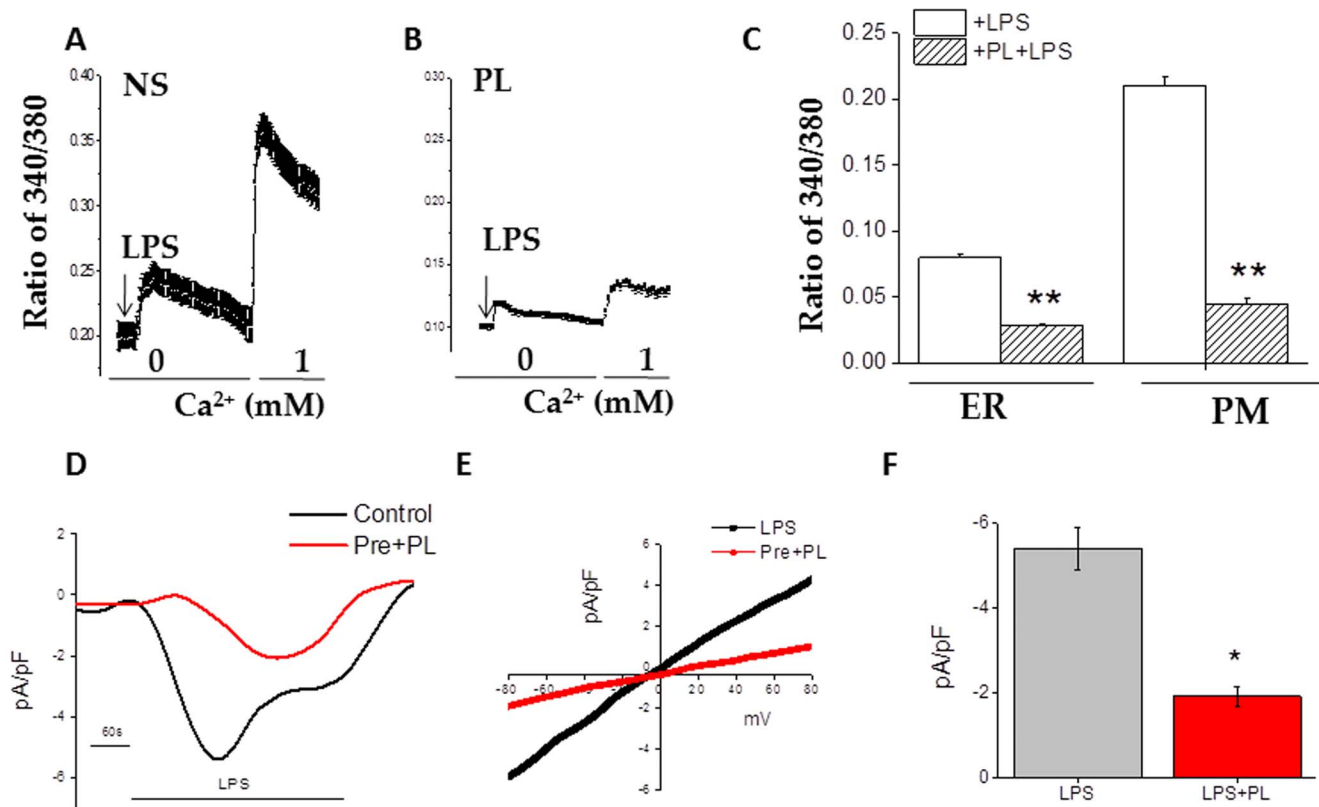 A
Ratio of 340/380
0.40
0.35
0.30
0.25
0.20
NS
LPS
0 1
Ca²⁺ (mM)
B
0.30
0.25
0.20
0.15
0.10
PL
LPS
0 1
Ca²⁺ (mM)
C
Ratio of 340/380
0.25
0.20
0.15
0.10
0.05
0.00
+LPS
+PL+LPS
**
**
ER PM
D
pA/pF
2
0
-2
-4
-6
Control
Pre+PL
60s
LPS
E
LPS
Pre+PL
pA/pF
6
4
2
0
-2
-4
-6
-80 -60 -40 -20 0 20 40 60 80
mV
F
pA/pF
-6
-4
-2
0
*
LPS LPS+PL